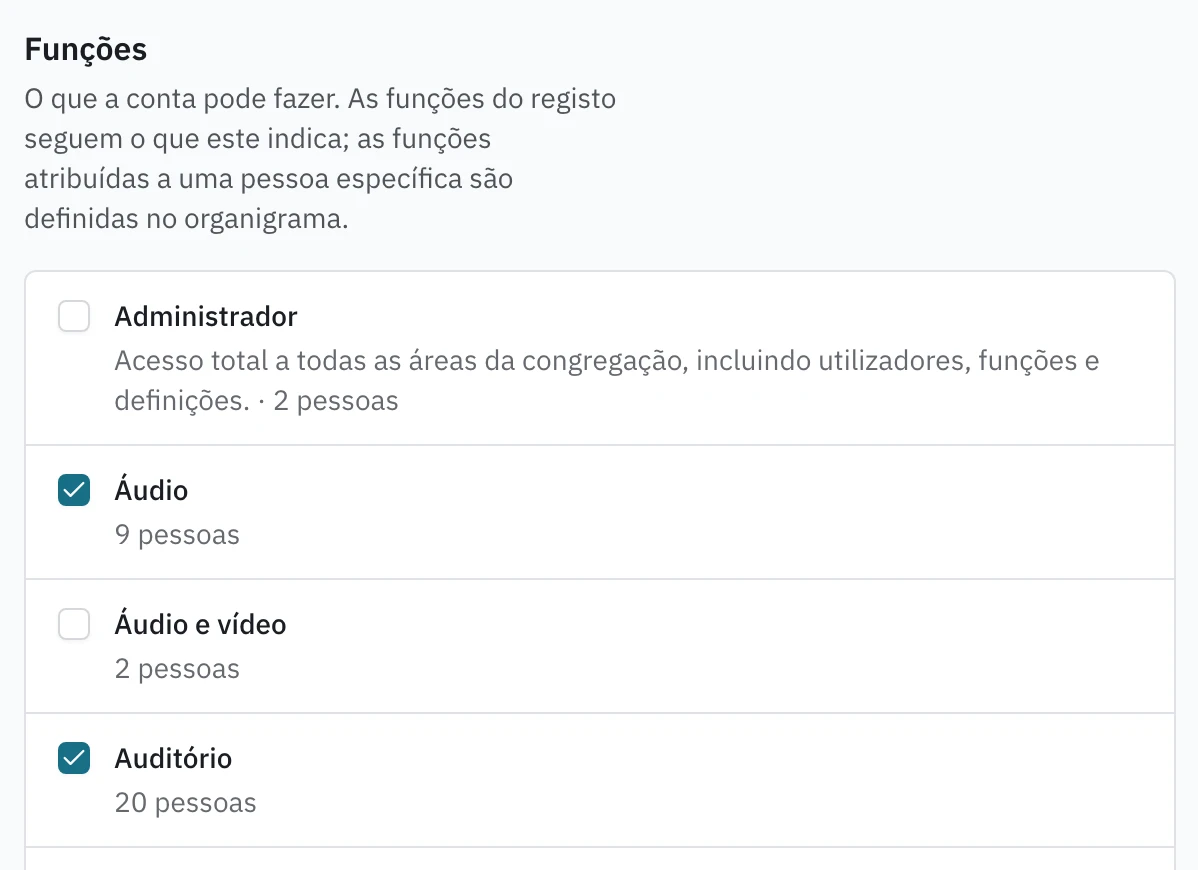 Funções
O que a conta pode fazer. As funções do registo
seguem o que este indica; as funções
atribuídas a uma pessoa específica são
definidas no organigrama.
Administrador
Acesso total a todas as áreas da congregação, incluindo utilizadores, funções e
definições. · 2 pessoas
Áudio
9 pessoas
Áudio e vídeo
2 pessoas
Auditório
20 pessoas